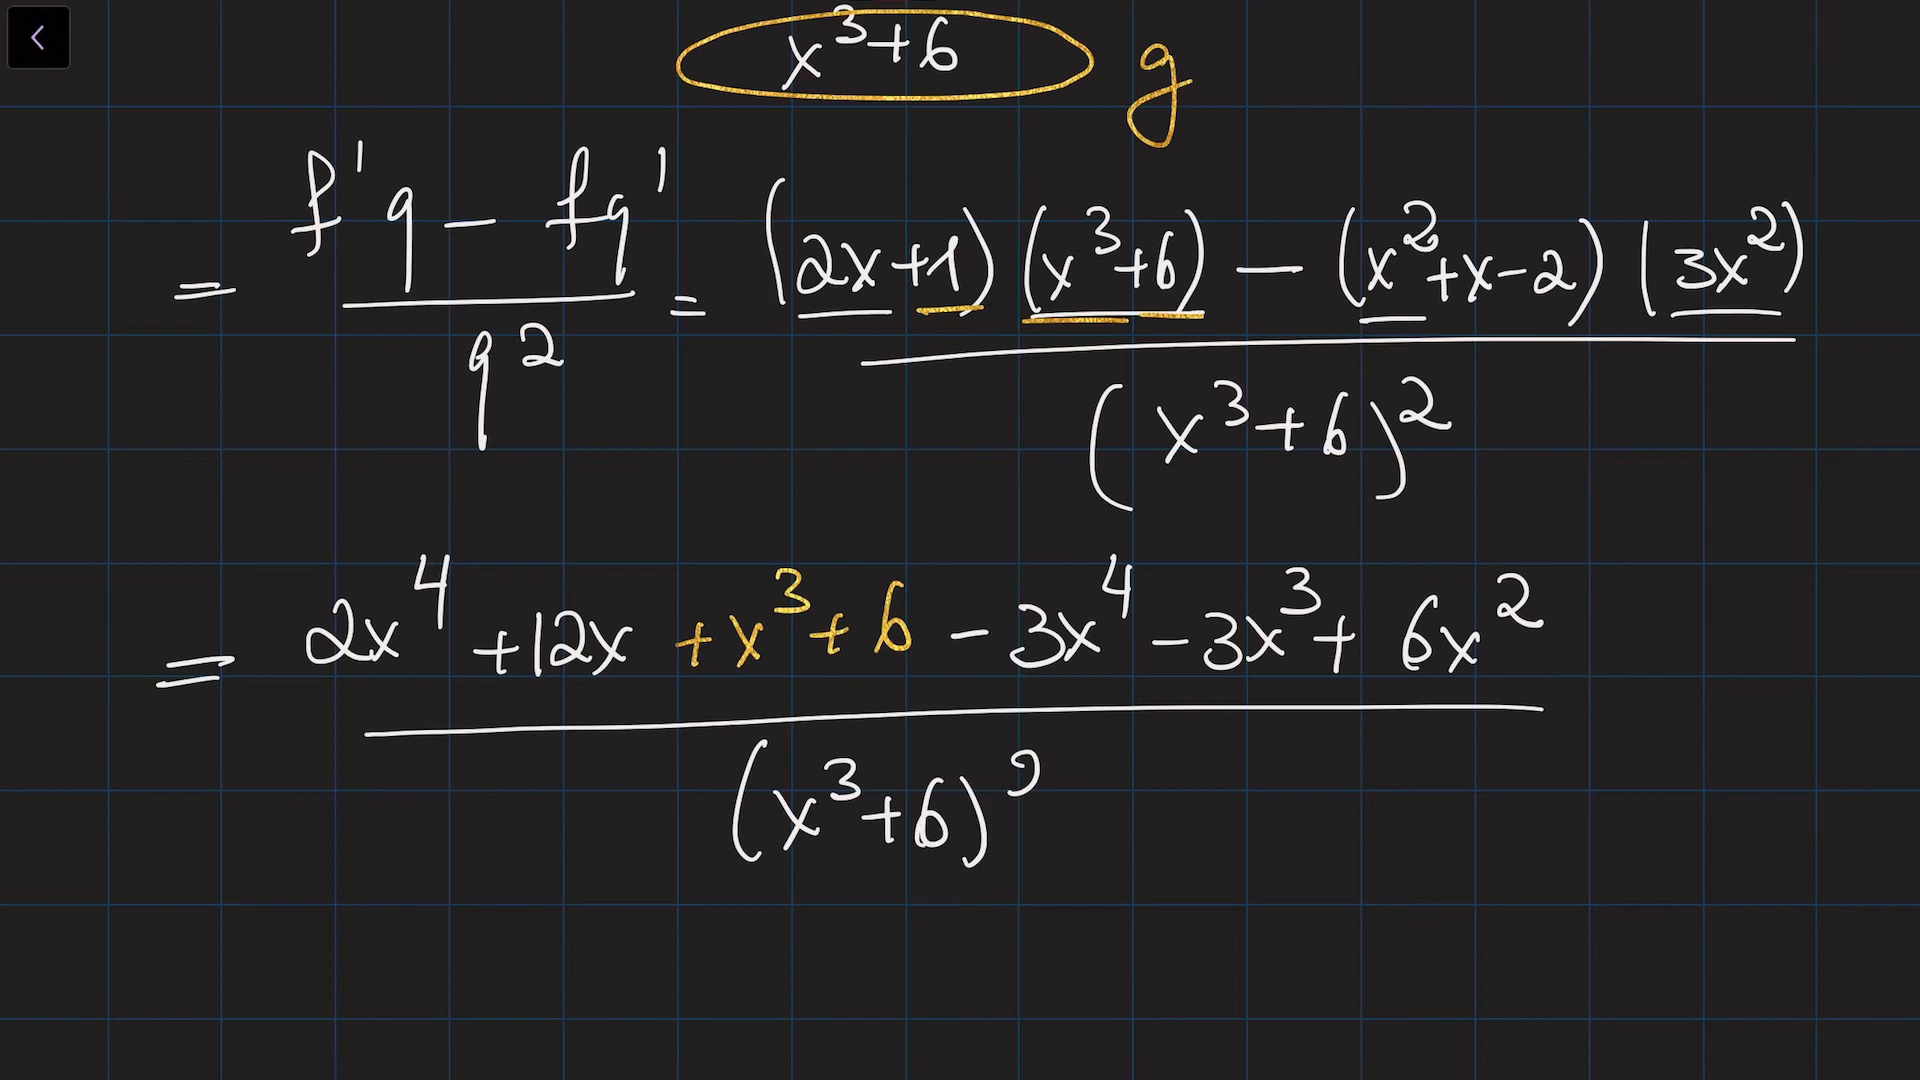 x³+6 g
= f'g - fg' / g² = (2x+1)(x³+6) - (x²+x-2)(3x²) / (x³+6)²
= 2x⁴ +12x +x³+6 -3x⁴ -3x³+ 6x² / (x³+6)²